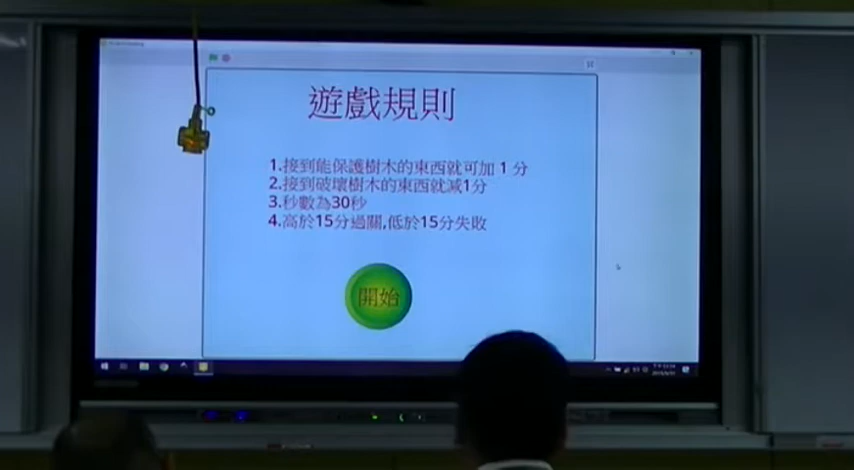 遊戲規則
1.接到能保護樹木的東西就可加 1 分
2.接到破壞樹木的東西就減1分
3.秒數為30秒
4.高於15分過關,低於15分失敗
開始